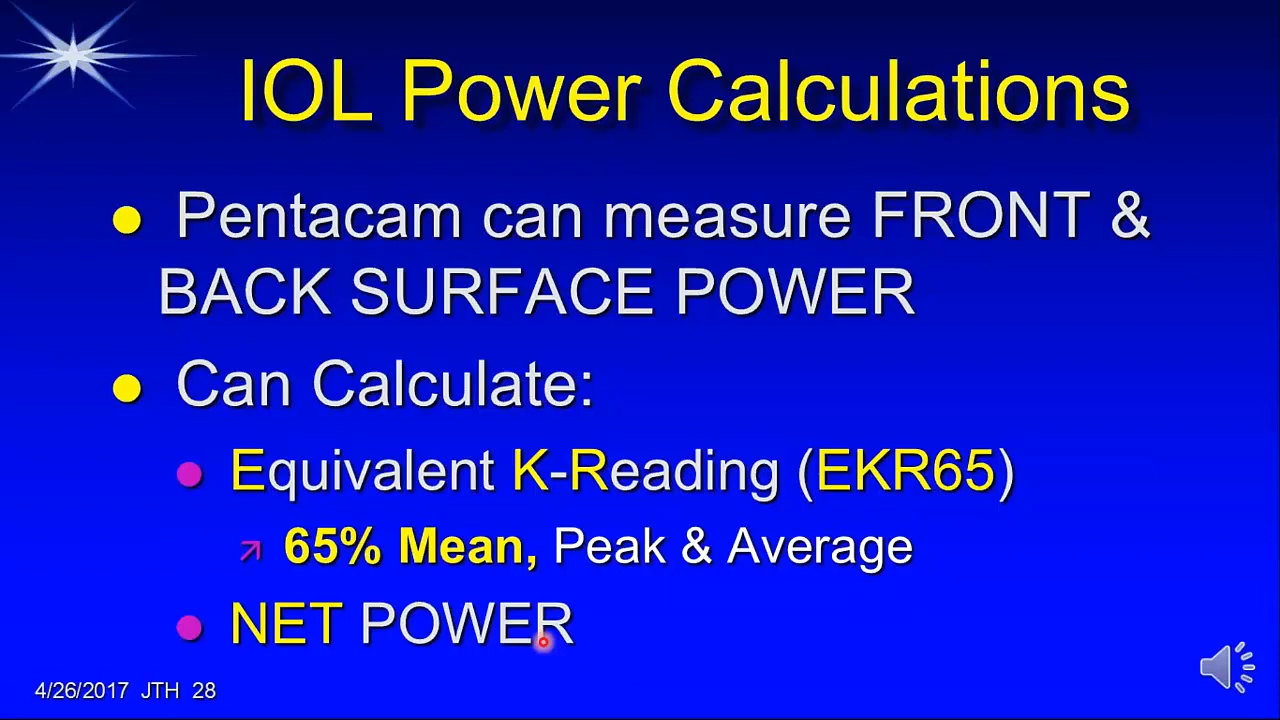 IOL Power Calculations
Pentacam can measure FRONT &
BACK SURFACE POWER
Can Calculate:
Equivalent K-Reading (EKR65)
65% Mean, Peak & Average
NET POWER
4/26/2017 JTH 28